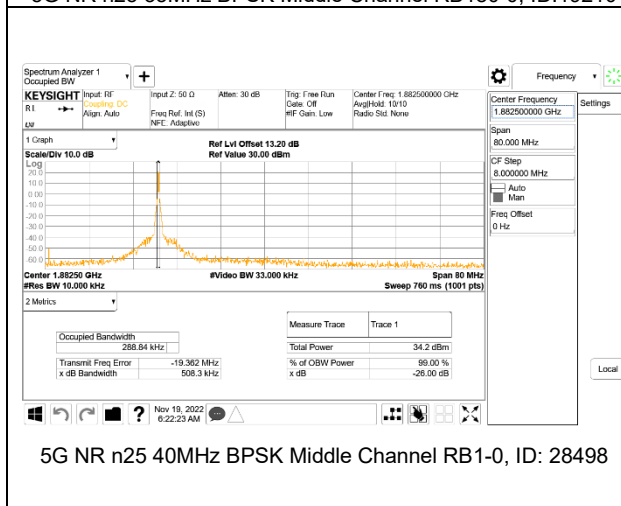 Spectrum Analyzer 1
Occupied BW
Frequency
KEYSIGHT
Input: RF
Coupling: DC
Align: Auto
Input Z: 50 Ω
Freq Ref: Int (S)
NFE: Adaptive
Atten: 30 dB
Trig: Free Run
Gate: Off
#IF Gain: Low
Center Freq: 1.882500000 GHz
Avg|Hold: 10/10
Radio Std: None
Center Frequency
1.882500000 GHz
Settings
Span
80.000 MHz
CF Step
8.000000 MHz
Auto
Man
Freq Offset
0 Hz
Local
1 Graph
Scale/Div 10.0 dB
Ref Lvl Offset 13.20 dB
Ref Value 30.00 dBm
Log
20.0
10.0
0.00
-10.0
-20.0
-30.0
-40.0
-50.0
-60.0
Center 1.88250 GHz
#Video BW 33.000 kHz
Span 80 MHz
#Res BW 10.000 kHz
Sweep 760 ms (1001 pts)
2 Metrics
Measure Trace Trace 1
Occupied Bandwidth
288.84 kHz
Total Power 34.2 dBm
Transmit Freq Error -19.362 MHz
% of OBW Power 99.00 %
x dB Bandwidth 508.3 kHz
x dB -26.00 dB
Nov 19, 2022
6:22:23 AM
5G NR n25 40MHz BPSK Middle Channel RB1-0, ID: 28498